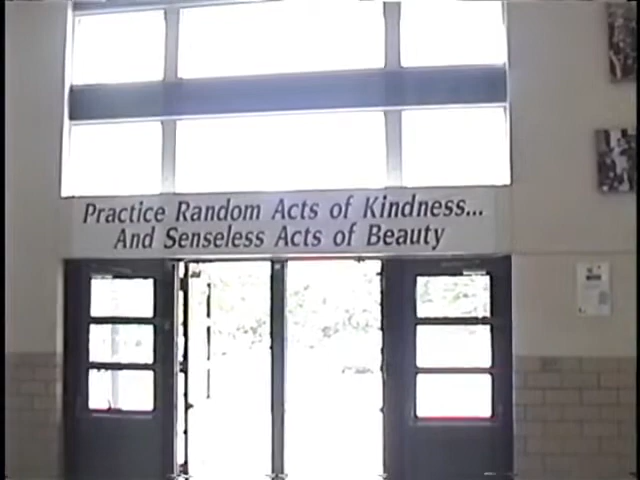 Practice Random Acts of Kindness...
And Senseless Acts of Beauty